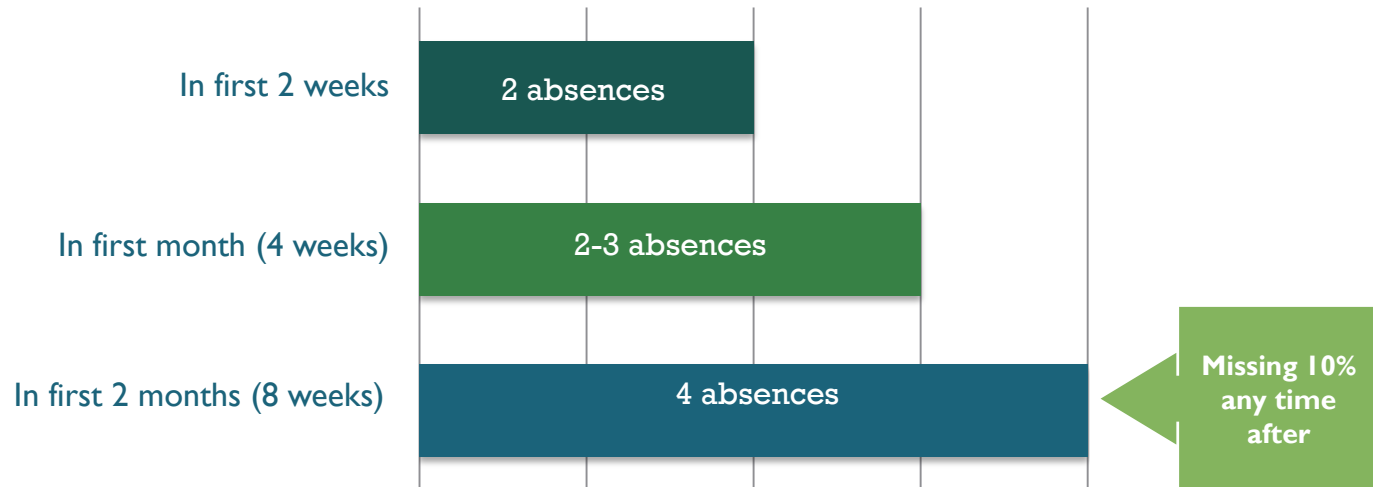 In first 2 weeks
2 absences
In first month (4 weeks)
2-3 absences
In first 2 months (8 weeks)
4 absences
Missing 10%
any time
after